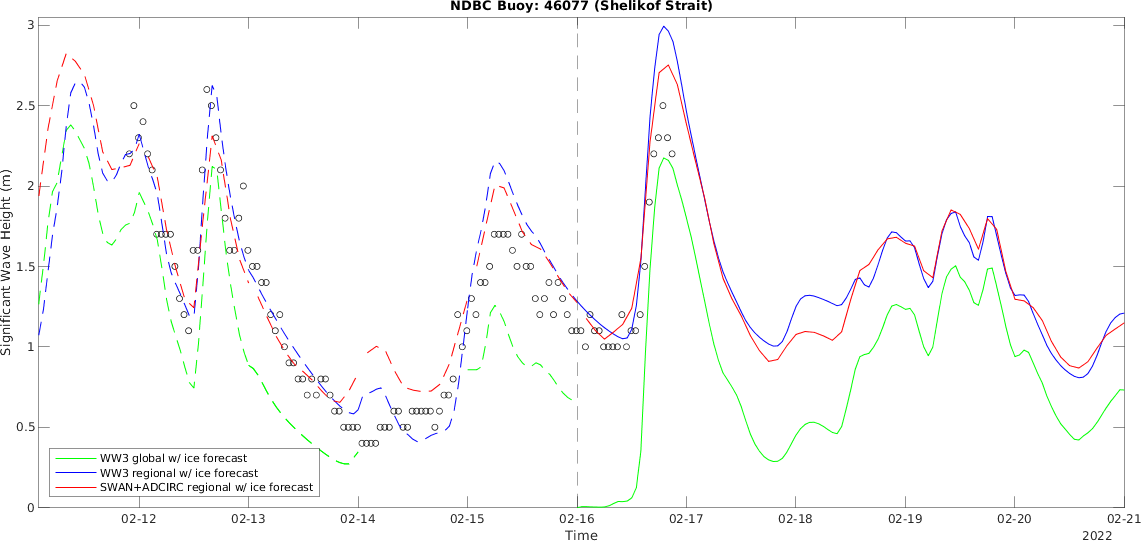 NDBC Buoy: 46077 (Shelikof Strait)
Significant Wave Height (m)
3
2.5
2
1.5
1
0.5
0
WW3 global w/ ice forecast
WW3 regional w/ ice forecast
SWAN+ADCIRC regional w/ ice forecast
02-12 02-13 02-14 02-15 02-16 02-17 02-18 02-19 02-20 02-21
Time
2022